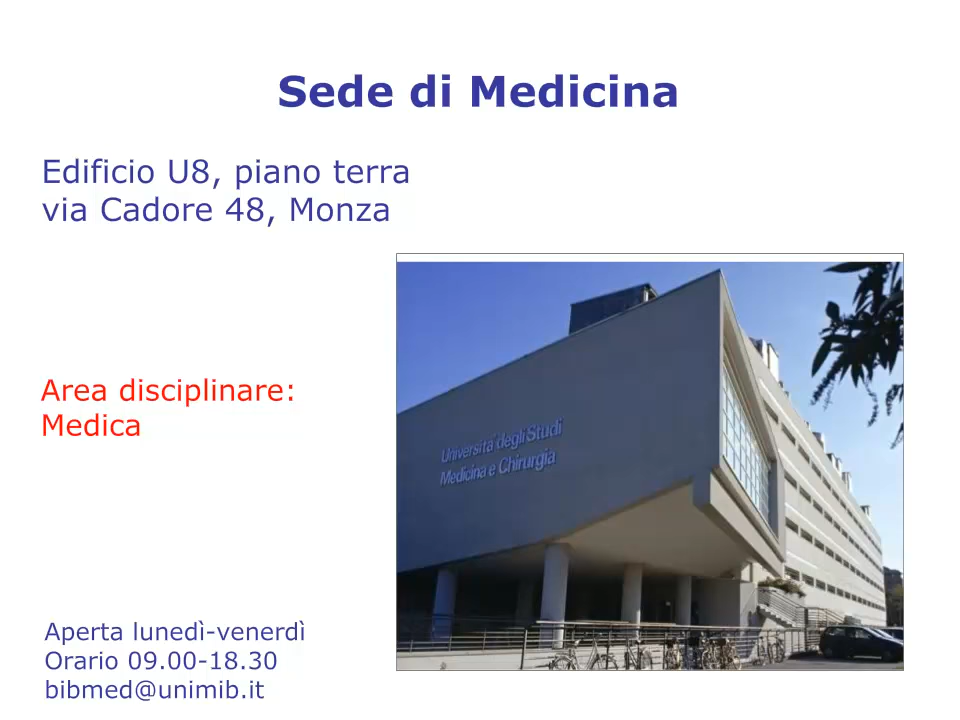 Sede di Medicina
Edificio U8, piano terra
via Cadore 48, Monza
Area disciplinare:
Medica
Università degli Studi
Medicina e Chirurgia
Aperta lunedì-venerdì
Orario 09.00-18.30
bibmed@unimib.it